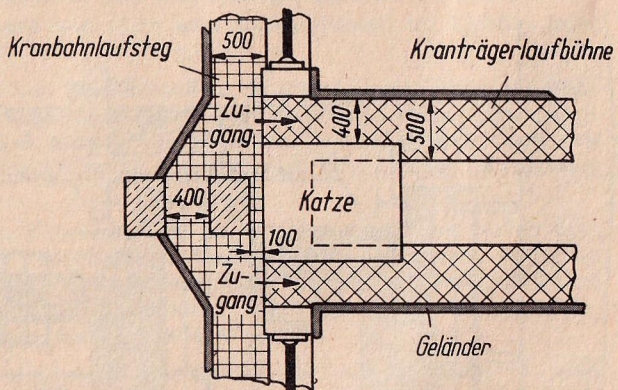 Kranbahnlaufsteg
500
Kranträgerlaufbühne
Zu-
gang
400
500
400
Katze
100
Zu-
gang
Geländer